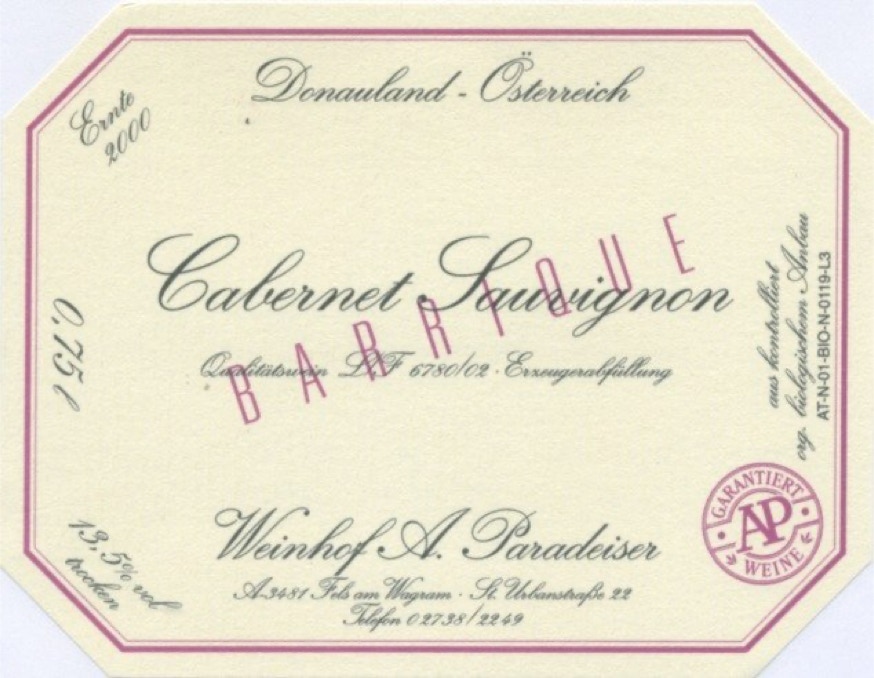 Donauland - Österreich
Ernte
2000
Cabernet Sauvignon
BARRIQUE
Qualitätswein L/F 6780/02 · Erzeugerabfüllung
0,75 l
aus kontrolliert
org. biologischem Anbau
AT-N-01-BIO-N-0119-L3
Weinhof A. Paradeiser
A-3481 Fels am Wagram · St. Urbanstraße 22
Telefon 02738/2249
13,5% vol
trocken
GARANTIERT
AP
WEINE